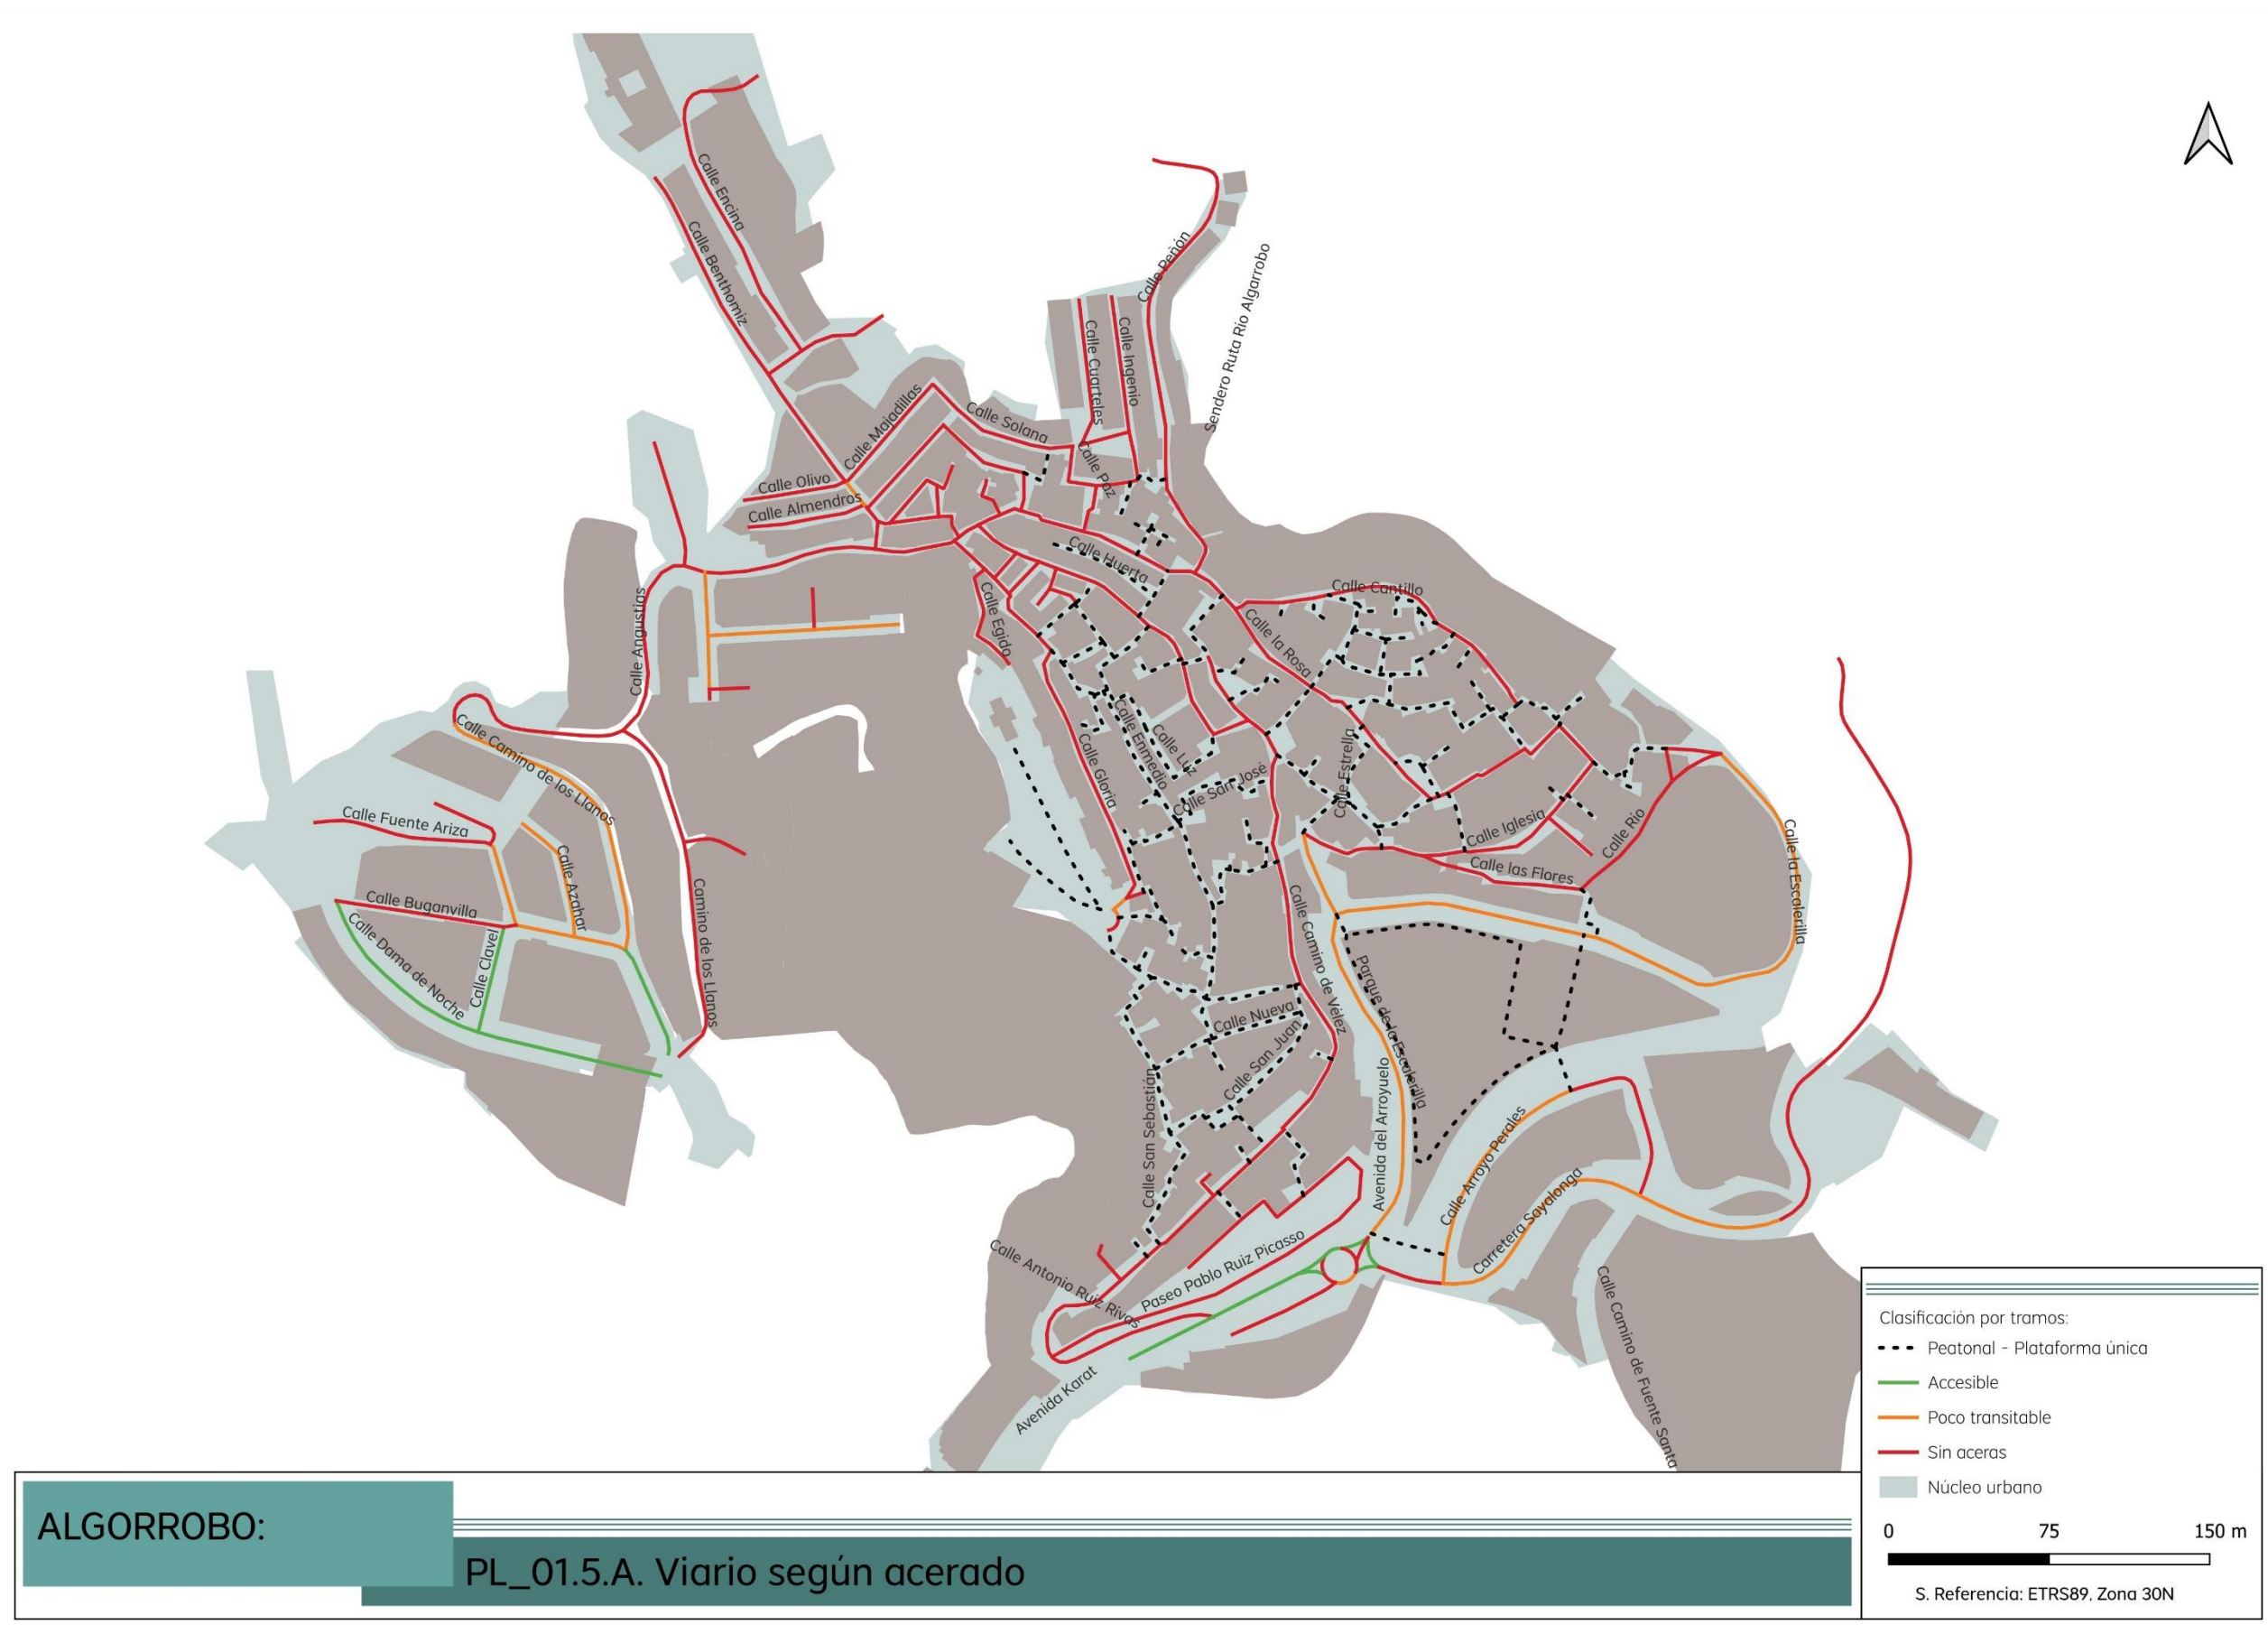 Calle Encina
Calle Benthomiz
Calle Peñón
Sendero Ruta Rio Algarrobo
Calle Cuarteles
Calle Ingenio
Calle Majadillas
Calle Solana
Calle Paz
Calle Olivo
Calle Almendros
Calle Huerta
Calle Cantillo
Calle Angustias
Calle Egido
Calle la Rosa
Calle Camino de los Llanos
Calle Enmedio
Calle Luz
Calle Gloria
Calle San José
Calle Estrella
Calle Fuente Ariza
Calle Azahar
Calle Iglesia
Calle Rio
Calle las Flores
Calle la Escalerilla
Calle Buganvilla
Calle Dama de Noche
Calle Clavel
Camino de los Llanos
Calle Camino de Vélez
Parque de la Escalerilla
Calle Nueva
Calle San Juan
Calle San Sebastián
Avenida del Arroyuelo
Calle Arroyo Perales
Carretera Sayalonga
Calle Antonio Ruiz Rivas
Paseo Pablo Ruiz Picasso
Avenida Karat
Calle Camino de Fuente Santa
Clasificación por tramos:
Peatonal - Plataforma única
Accesible
Poco transitable
Sin aceras
Núcleo urbano
0 75 150 m
S. Referencia: ETRS89, Zona 30N
ALGORROBO:
PL_01.5.A. Viario según acerado